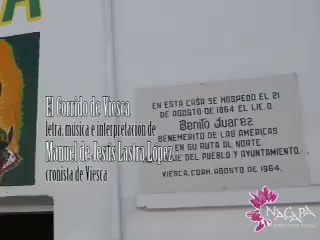 El Corrido de Viesca
letra, música e interpretación de
Manuel de Jesús Lastra López
cronista de Viesca
EN ESTA CASA SE HOSPEDO EL 21
DE AGOSTO DE 1864 EL LIC. D.
Benito Juarez
BENEMERITO DE LAS AMERICAS
EN SU RUTA AL NORTE.
DEL PUEBLO Y AYUNTAMIENTO.
VIESCA, COAH. AGOSTO DE 1964.
NAGAPA